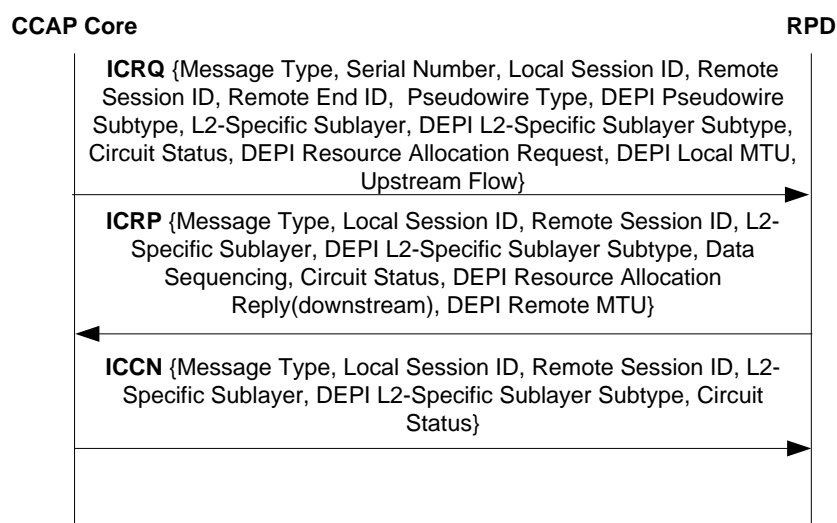 CCAP Core
RPD
ICRQ {Message Type, Serial Number, Local Session ID, Remote
Session ID, Remote End ID,  Pseudowire Type, DEPI Pseudowire
Subtype, L2-Specific Sublayer, DEPI L2-Specific Sublayer Subtype,
Circuit Status, DEPI Resource Allocation Request, DEPI Local MTU,
Upstream Flow}
ICRP {Message Type, Local Session ID, Remote Session ID, L2-
Specific Sublayer, DEPI L2-Specific Sublayer Subtype, Data
Sequencing, Circuit Status, DEPI Resource Allocation
Reply(downstream), DEPI Remote MTU}
ICCN {Message Type, Local Session ID, Remote Session ID, L2-
Specific Sublayer, DEPI L2-Specific Sublayer Subtype, Circuit
Status}